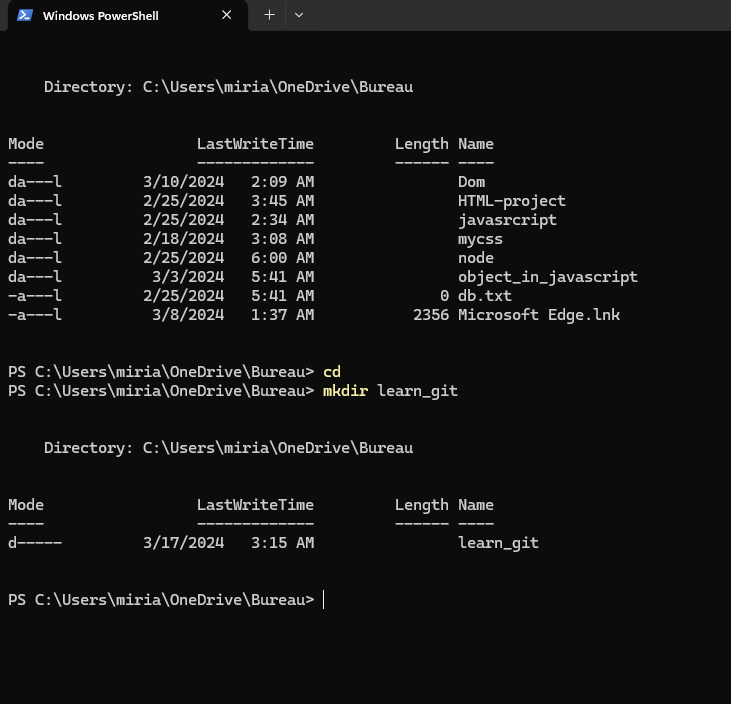 Windows PowerShell
Directory: C:\Users\miria\OneDrive\Bureau
Mode LastWriteTime Length Name
---- ------------- ------ ----
da---l 3/10/2024 2:09 AM Dom
da---l 2/25/2024 3:45 AM HTML-project
da---l 2/25/2024 2:34 AM javasrcript
da---l 2/18/2024 3:08 AM mycss
da---l 2/25/2024 6:00 AM node
da---l 3/3/2024 5:41 AM object_in_javascript
-a---l 2/25/2024 5:41 AM 0 db.txt
-a---l 3/8/2024 1:37 AM 2356 Microsoft Edge.lnk
PS C:\Users\miria\OneDrive\Bureau> cd
PS C:\Users\miria\OneDrive\Bureau> mkdir learn_git
Directory: C:\Users\miria\OneDrive\Bureau
Mode LastWriteTime Length Name
---- ------------- ------ ----
d----- 3/17/2024 3:15 AM learn_git
PS C:\Users\miria\OneDrive\Bureau>